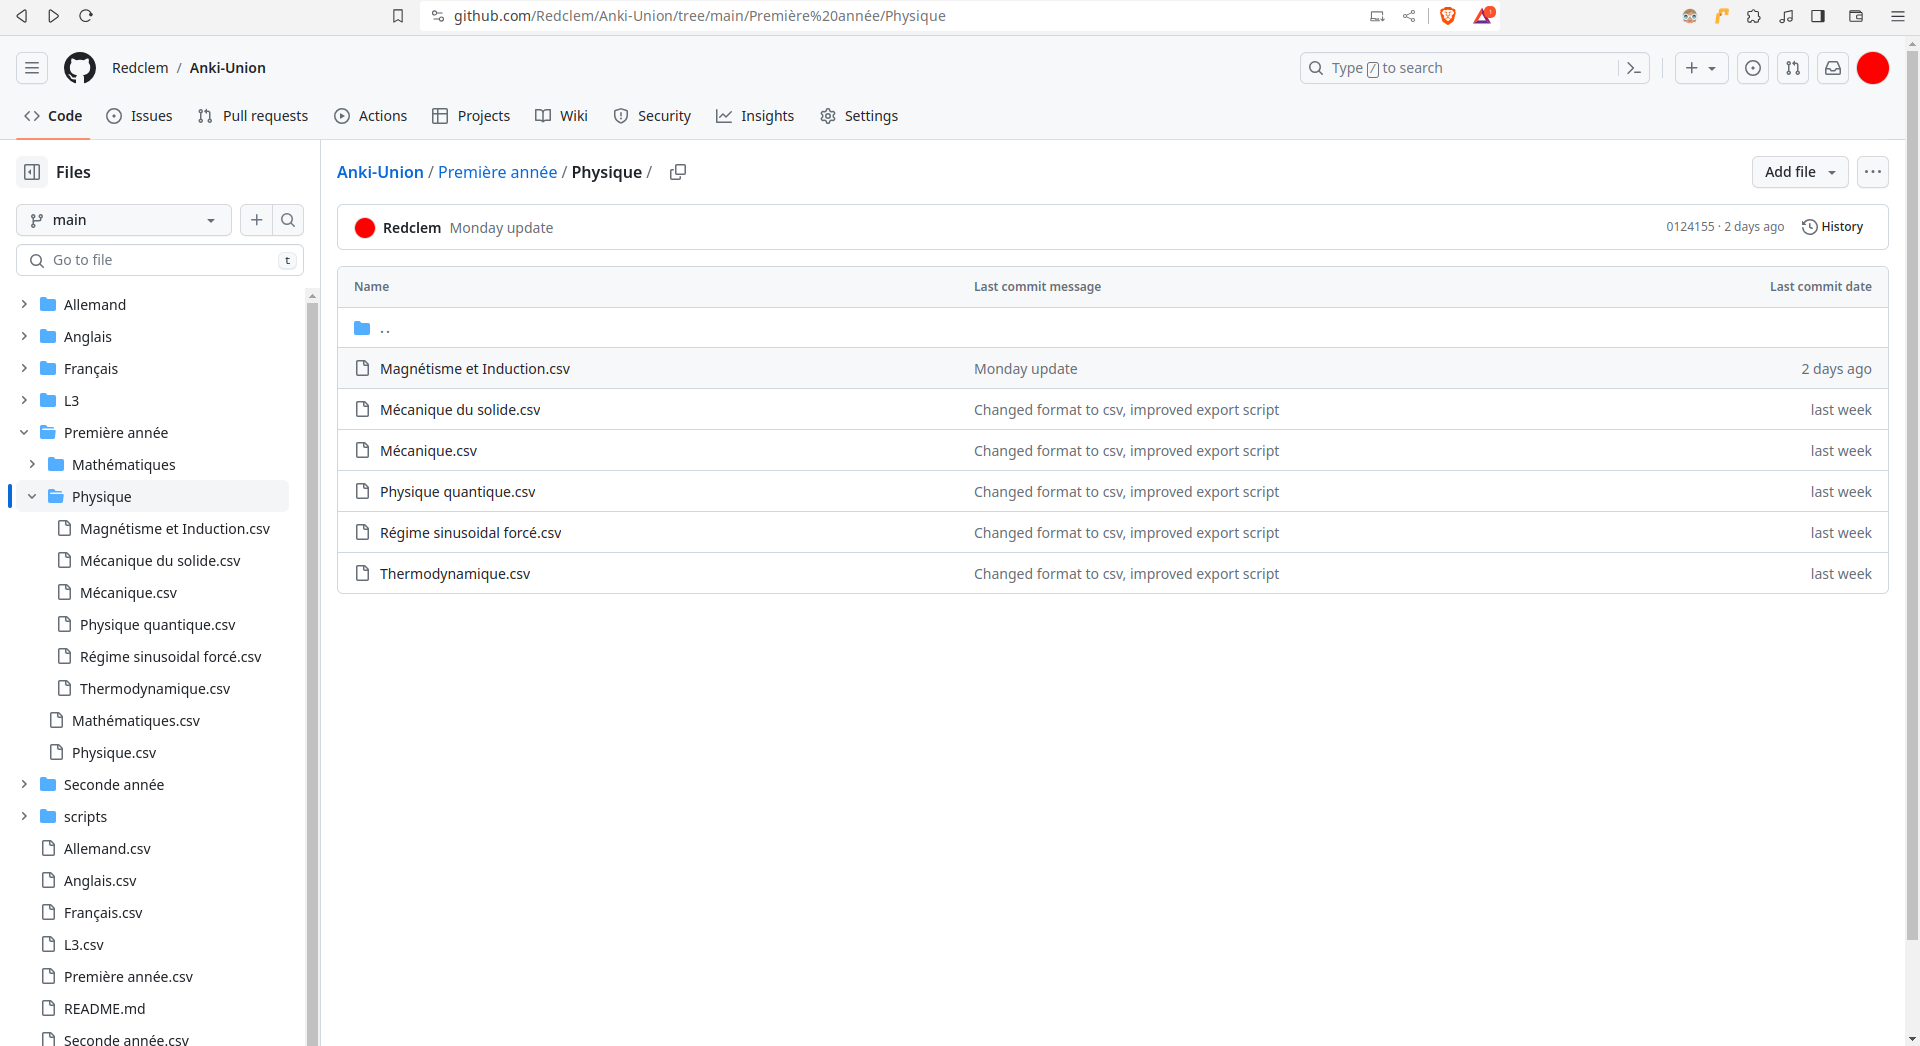 github.com/Redclem/Anki-Union/tree/main/Première%20année/Physique
Redclem / Anki-Union
Type / to search
Code Issues Pull requests Actions Projects Wiki Security Insights Settings
Files
main
Go to file
t
Allemand
Anglais
Français
L3
Première année
Mathématiques
Physique
Magnétisme et Induction.csv
Mécanique du solide.csv
Mécanique.csv
Physique quantique.csv
Régime sinusoidal forcé.csv
Thermodynamique.csv
Mathématiques.csv
Physique.csv
Seconde année
scripts
Allemand.csv
Anglais.csv
Français.csv
L3.csv
Première année.csv
README.md
Seconde année.csv
Anki-Union / Première année / Physique /
Add file
Redclem Monday update
0124155 · 2 days ago
History
Name Last commit message Last commit date
..
Magnétisme et Induction.csv Monday update 2 days ago
Mécanique du solide.csv Changed format to csv, improved export script last week
Mécanique.csv Changed format to csv, improved export script last week
Physique quantique.csv Changed format to csv, improved export script last week
Régime sinusoidal forcé.csv Changed format to csv, improved export script last week
Thermodynamique.csv Changed format to csv, improved export script last week